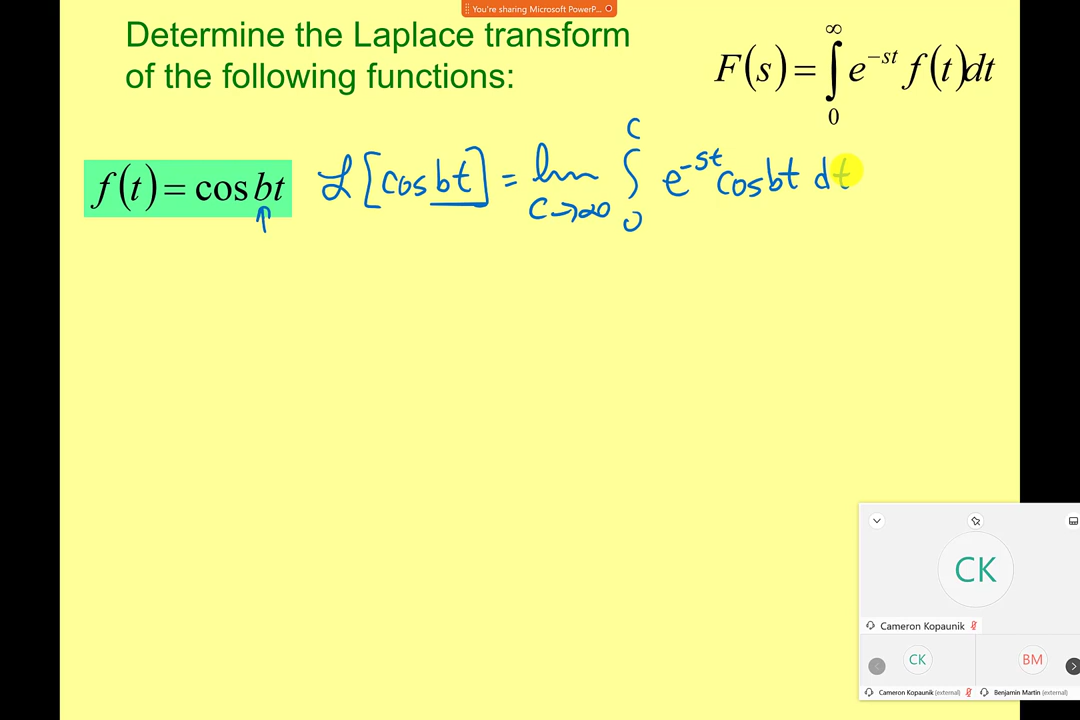 You're sharing Microsoft PowerP...
Determine the Laplace transform
of the following functions:
F(s) = ∫₀^∞ e^{-st} f(t)dt
f(t) = cos bt
ℒ[cos bt] = lim_{c→∞} ∫₀^c e^{-st} cos bt dt
↑
CK
Cameron Kopaunik
CK
BM
Cameron Kopaunik (external)
Benjamin Martin (external)